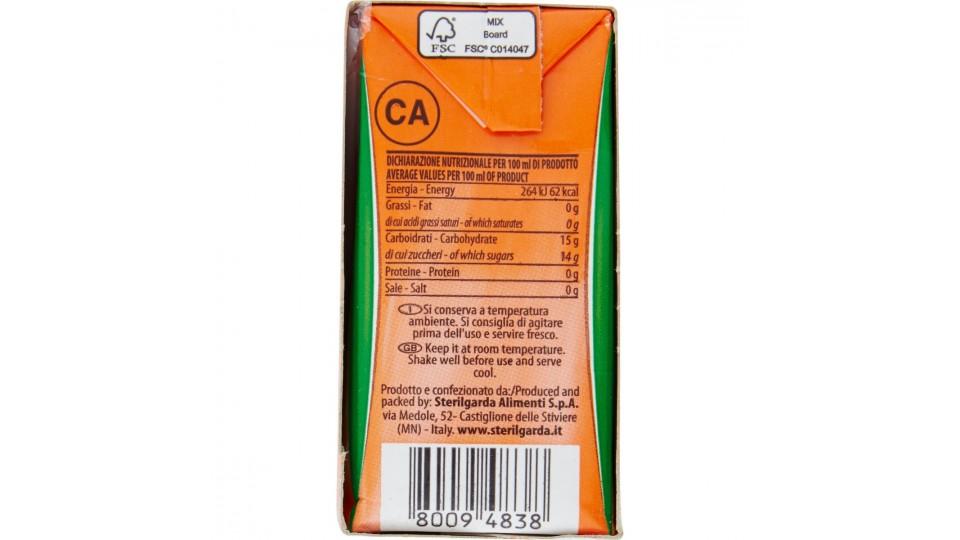 MIX
Board
FSC FSC® C014047
CA
DICHIARAZIONE NUTRIZIONALE PER 100 ml DI PRODOTTO
AVERAGE VALUES PER 100 ml OF PRODUCT
Energia - Energy 264 kJ 62 kcal
Grassi - Fat 0 g
di cui acidi grassi saturi - of which saturates 0 g
Carboidrati - Carbohydrate 15 g
di cui zuccheri - of which sugars 14 g
Proteine - Protein 0 g
Sale - Salt 0 g
I Si conserva a temperatura
ambiente. Si consiglia di agitare
prima dell'uso e servire fresco.
GB Keep it at room temperature.
Shake well before use and serve
cool.
Prodotto e confezionato da:/Produced and
packed by: Sterilgarda Alimenti S.p.A.
via Medole, 52- Castiglione delle Stiviere
(MN) - Italy. www.sterilgarda.it
8009 4838